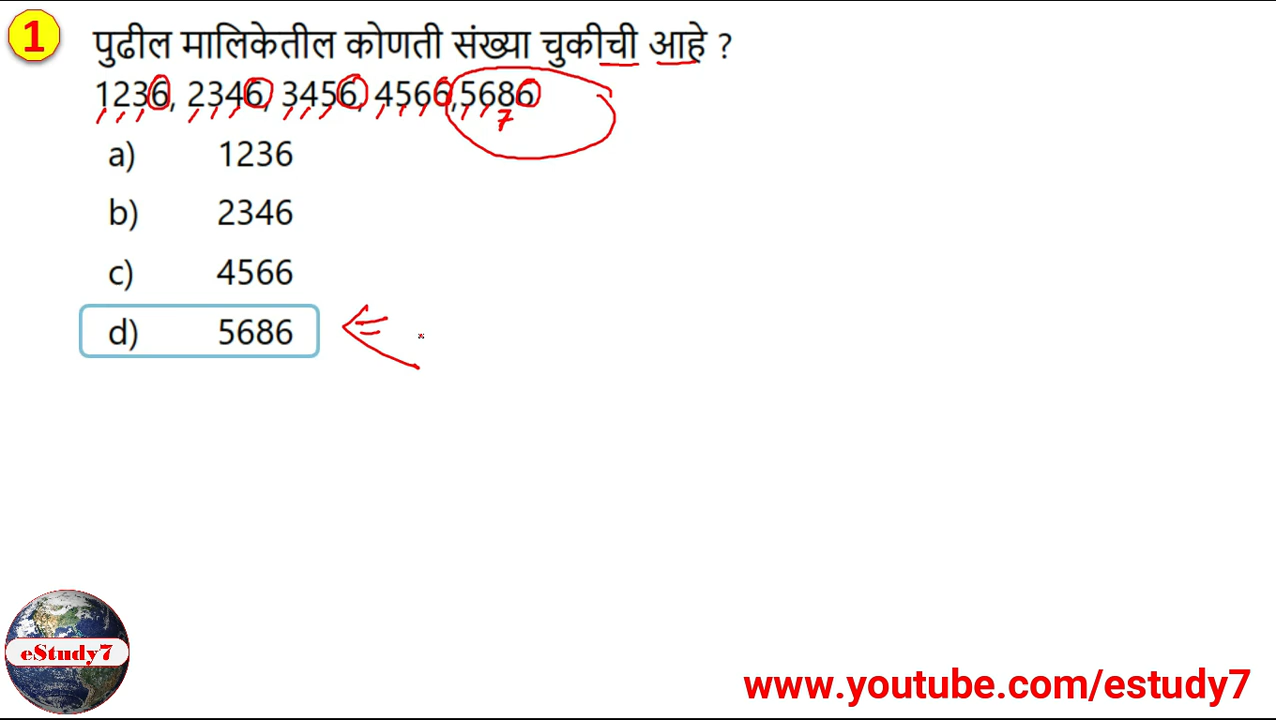 1
पुढील मालिकेतील कोणती संख्या चुकीची आहे ?
1236, 2346, 3456, 4566,5686
7
a) 1236
b) 2346
c) 4566
d) 5686
eStudy7
www.youtube.com/estudy7